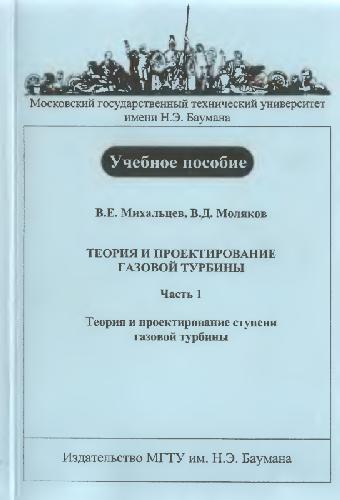 Московский государственный технический университет
имени Н.Э. Баумана
Учебное пособие
В.Е. Михальцев, В.Д. Моляков
ТЕОРИЯ И ПРОЕКТИРОВАНИЕ
ГАЗОВОЙ ТУРБИНЫ
Часть 1
Теория и проектирование ступени
газовой турбины
Издательство МГТУ им. Н.Э. Баумана